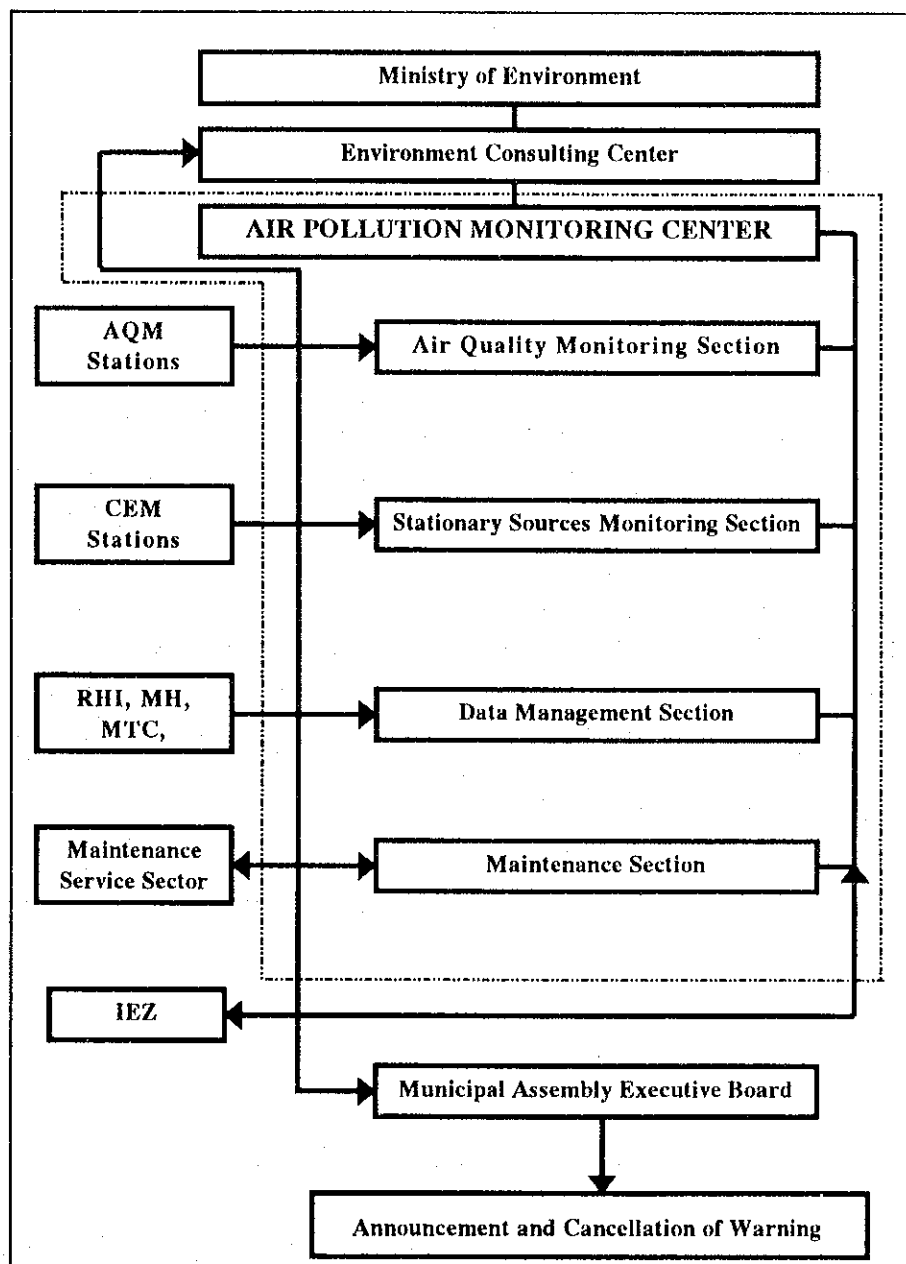 Ministry of Environment
Environment Consulting Center
AIR POLLUTION MONITORING CENTER
AQM
Stations
Air Quality Monitoring Section
CEM
Stations
Stationary Sources Monitoring Section
RHI, MH,
MTC,
Data Management Section
Maintenance
Service Sector
Maintenance Section
IEZ
Municipal Assembly Executive Board
Announcement and Cancellation of Warning